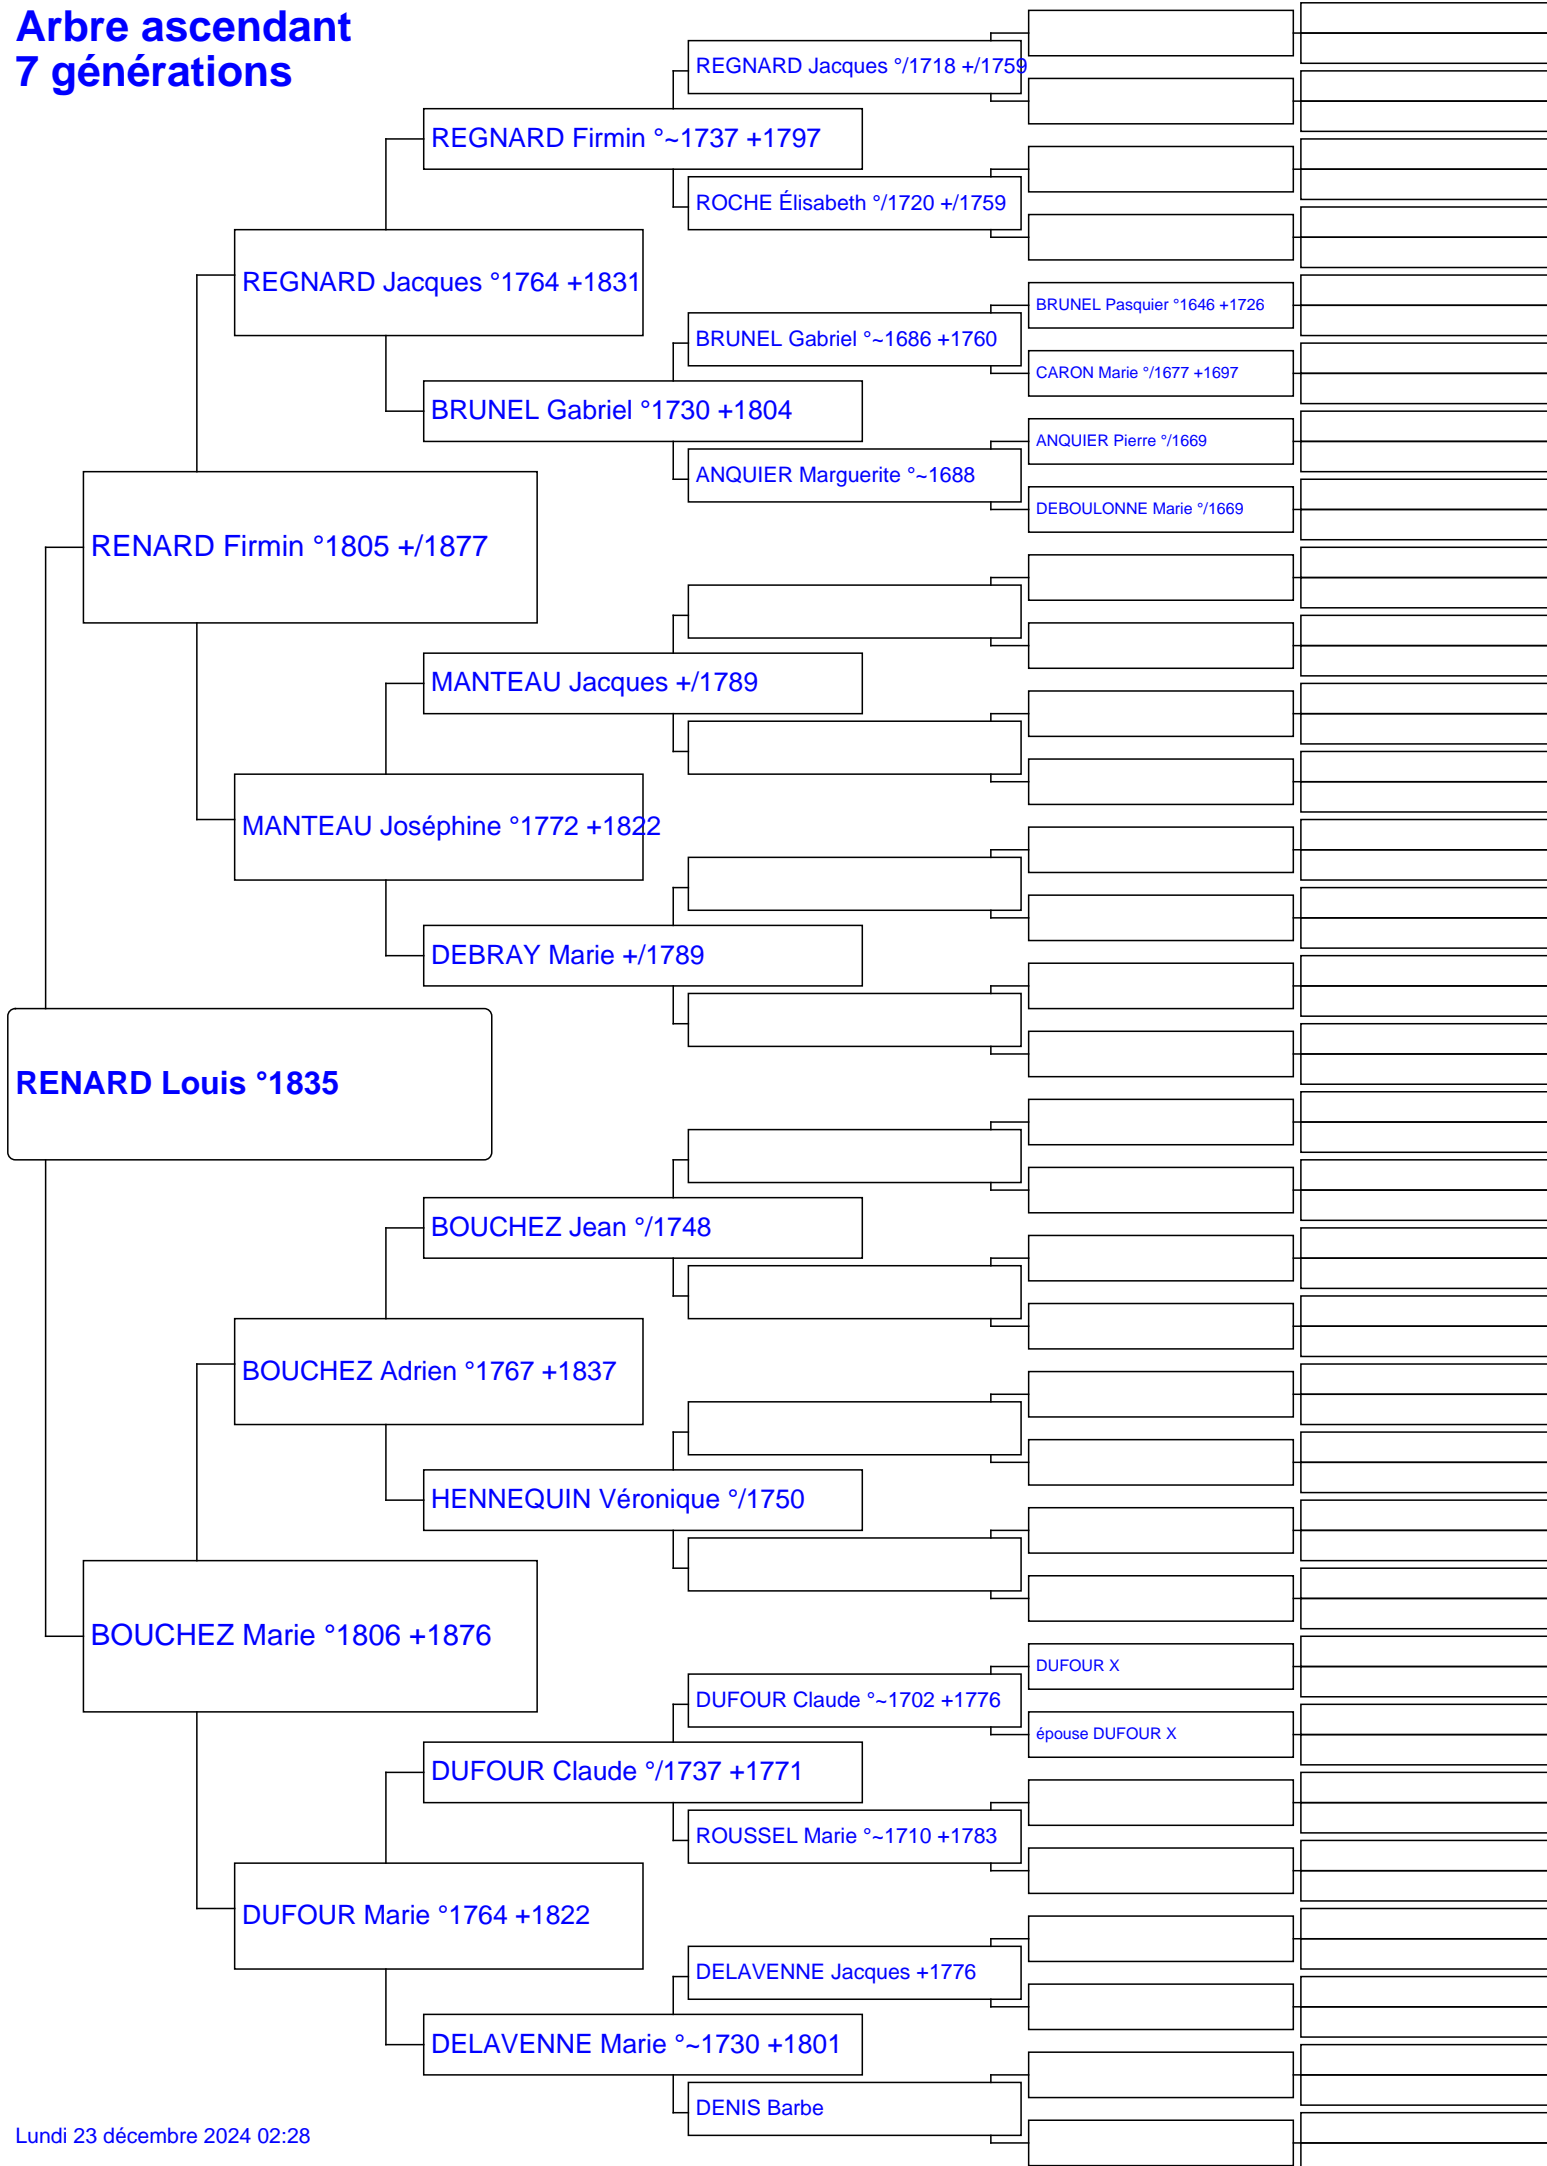 Arbre ascendant
7 générations
REGNARD Jacques °/1718 +/1759
REGNARD Firmin °~1737 +1797
ROCHE Élisabeth °/1720 +/1759
REGNARD Jacques °1764 +1831
BRUNEL Pasquier °1646 +1726
BRUNEL Gabriel °~1686 +1760
CARON Marie °/1677 +1697
BRUNEL Gabriel °1730 +1804
ANQUIER Pierre °/1669
ANQUIER Marguerite °~1688
DEBOULONNE Marie °/1669
RENARD Firmin °1805 +/1877
MANTEAU Jacques +/1789
MANTEAU Joséphine °1772 +1822
DEBRAY Marie +/1789
RENARD Louis °1835
BOUCHEZ Jean °/1748
BOUCHEZ Adrien °1767 +1837
HENNEQUIN Véronique °/1750
BOUCHEZ Marie °1806 +1876
DUFOUR X
DUFOUR Claude °~1702 +1776
épouse DUFOUR X
DUFOUR Claude °/1737 +1771
ROUSSEL Marie °~1710 +1783
DUFOUR Marie °1764 +1822
DELAVENNE Jacques +1776
DELAVENNE Marie °~1730 +1801
DENIS Barbe
Lundi 23 décembre 2024 02:28